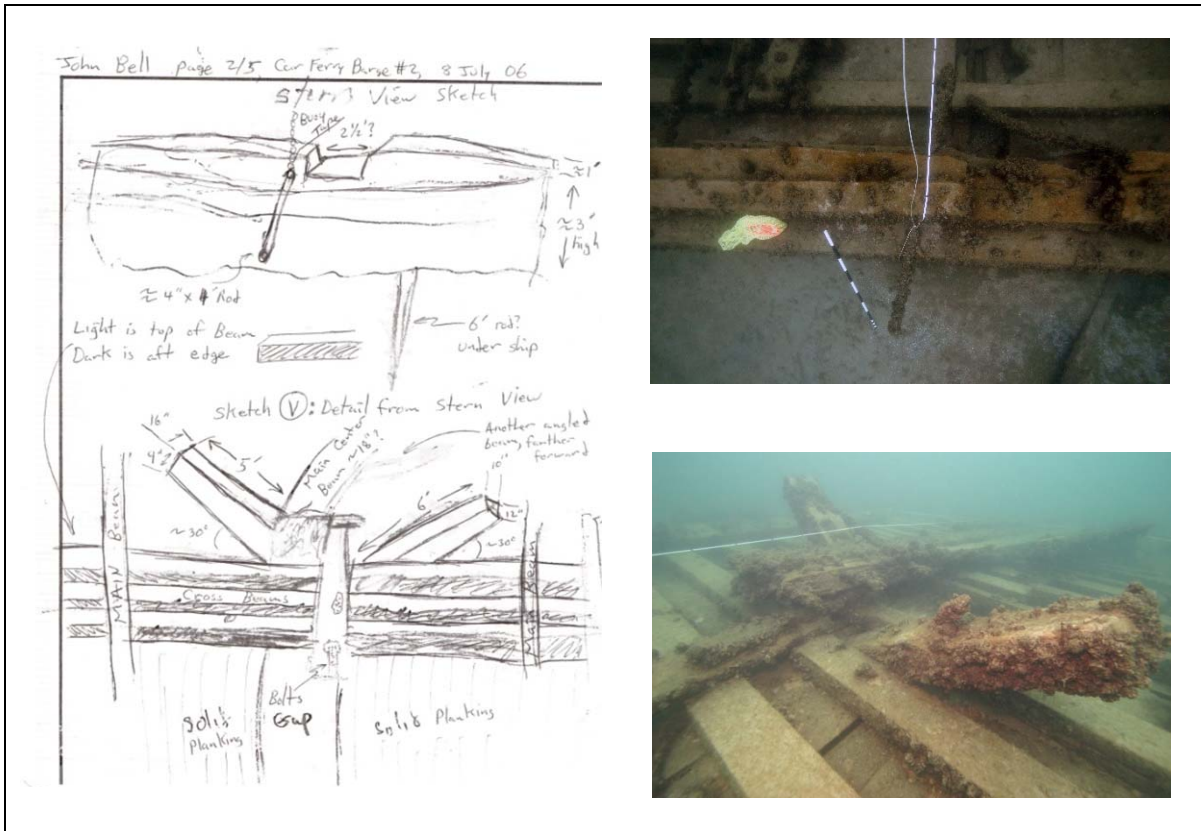 John Bell page 2/5, Car Ferry Barge #2, 8 July 06
Stern View Sketch
Buoy
Tape
2½'?
≈1'
≈3'
high
≈ 4" x 4' Rod
Light is top of Beam
Dark is aft edge
6' rod?
under ship
Sketch V: Detail from Stern View
16"
4"
5'
Main Center
Beam ~18"?
Another angled
beam, farther
forward
10"
12"
6'
~30°
~30°
MAIN Beam
Cross Beams
Main Beam
Bolts
Gap
Solid
Planking
Solid Planking